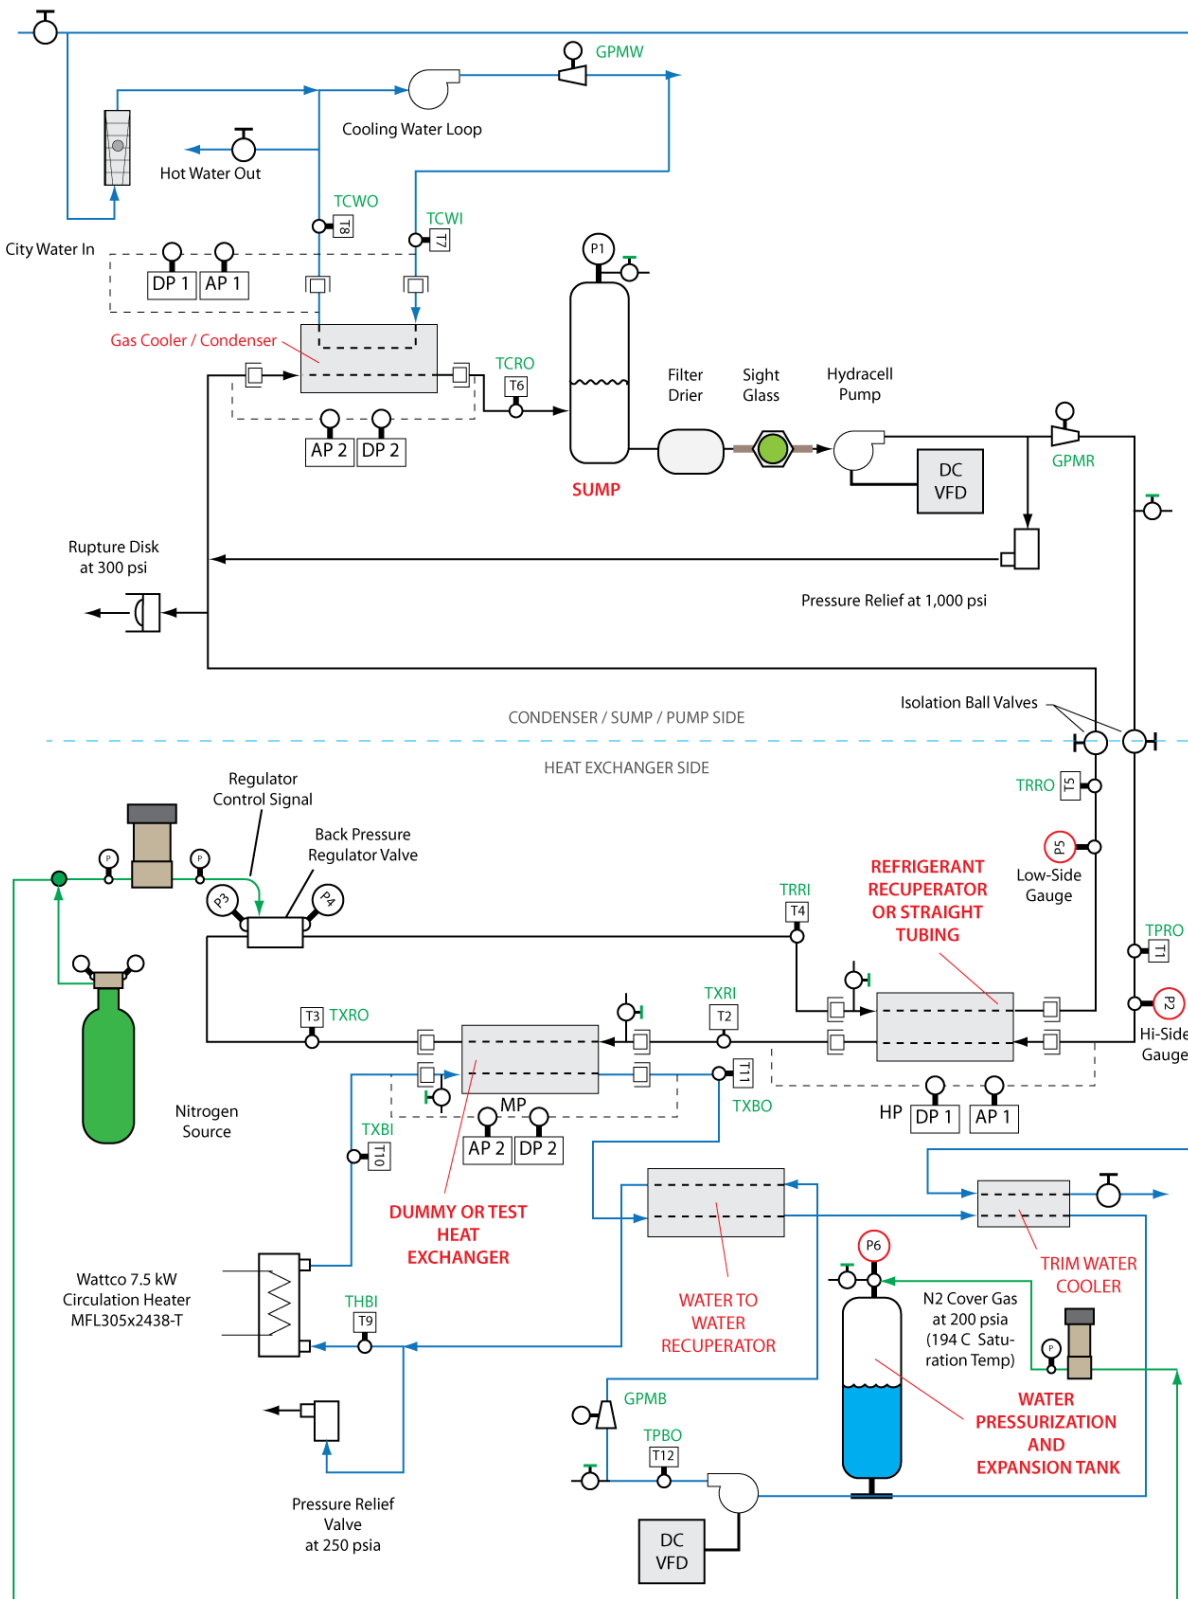 GPMW
Cooling Water Loop
Hot Water Out
TCWO
T8
TCWI
T7
City Water In
DP 1
AP 1
P1
Gas Cooler / Condenser
TCRO
T6
Filter
Drier
Sight
Glass
Hydracell
Pump
AP 2
DP 2
GPMR
DC
VFD
SUMP
Rupture Disk
at 300 psi
Pressure Relief at 1,000 psi
Isolation Ball Valves
CONDENSER / SUMP / PUMP SIDE
HEAT EXCHANGER SIDE
Regulator
Control Signal
TRRO
T5
Back Pressure
Regulator Valve
P5
Low-Side
Gauge
P
P
P3
P4
REFRIGERANT
RECUPERATOR
OR STRAIGHT
TUBING
TRRI
T4
TPRO
T1
TXRO
T3
TXRI
T2
P2
Hi-Side
Gauge
T11
TXBO
Nitrogen
Source
MP
AP 2
DP 2
HP
DP 1
AP 1
TXBI
T10
DUMMY OR TEST
HEAT
EXCHANGER
P6
TRIM WATER
COOLER
Wattco 7.5 kW
Circulation Heater
MFL305x2438-T
THBI
T9
WATER TO
WATER
RECUPERATOR
N2 Cover Gas
at 200 psia
(194 C Satu-
ration Temp)
P
GPMB
WATER
PRESSURIZATION
AND
EXPANSION TANK
TPBO
T12
Pressure Relief
Valve
at 250 psia
DC
VFD